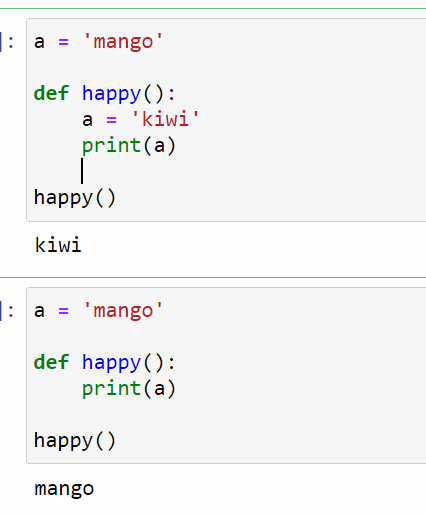 ]: a = 'mango'
def happy():
    a = 'kiwi'
    print(a)
happy()
kiwi
]: a = 'mango'
def happy():
    print(a)
happy()
mango